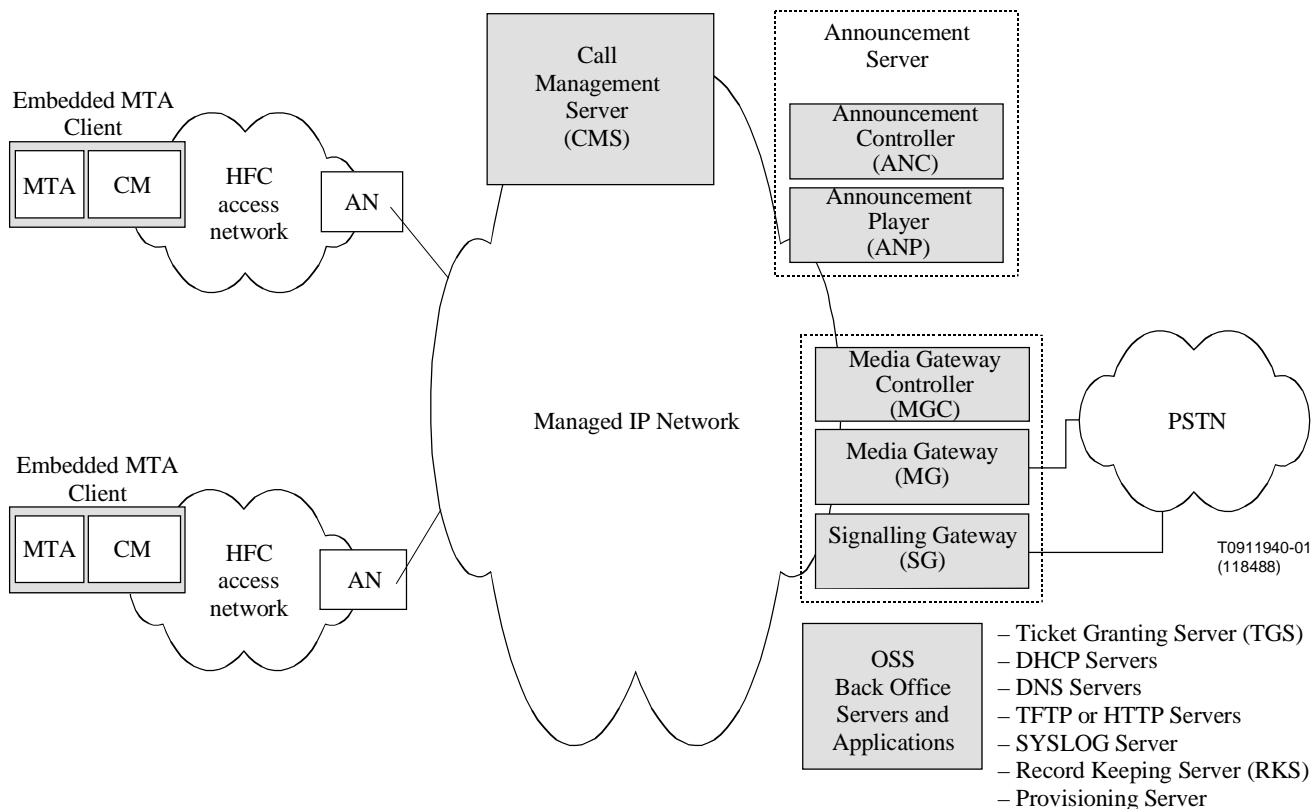 Call
Management
Server
(CMS)
Announcement
Server
Announcement
Controller
(ANC)
Announcement
Player
(ANP)
Embedded MTA
Client
MTA
CM
HFC
access
network
AN
Managed IP Network
Media Gateway
Controller
(MGC)
Media Gateway
(MG)
Signalling Gateway
(SG)
PSTN
T0911940-01
(118488)
Embedded MTA
Client
MTA
CM
HFC
access
network
AN
OSS
Back Office
Servers and
Applications
– Ticket Granting Server (TGS)
– DHCP Servers
– DNS Servers
– TFTP or HTTP Servers
– SYSLOG Server
– Record Keeping Server (RKS)
– Provisioning Server